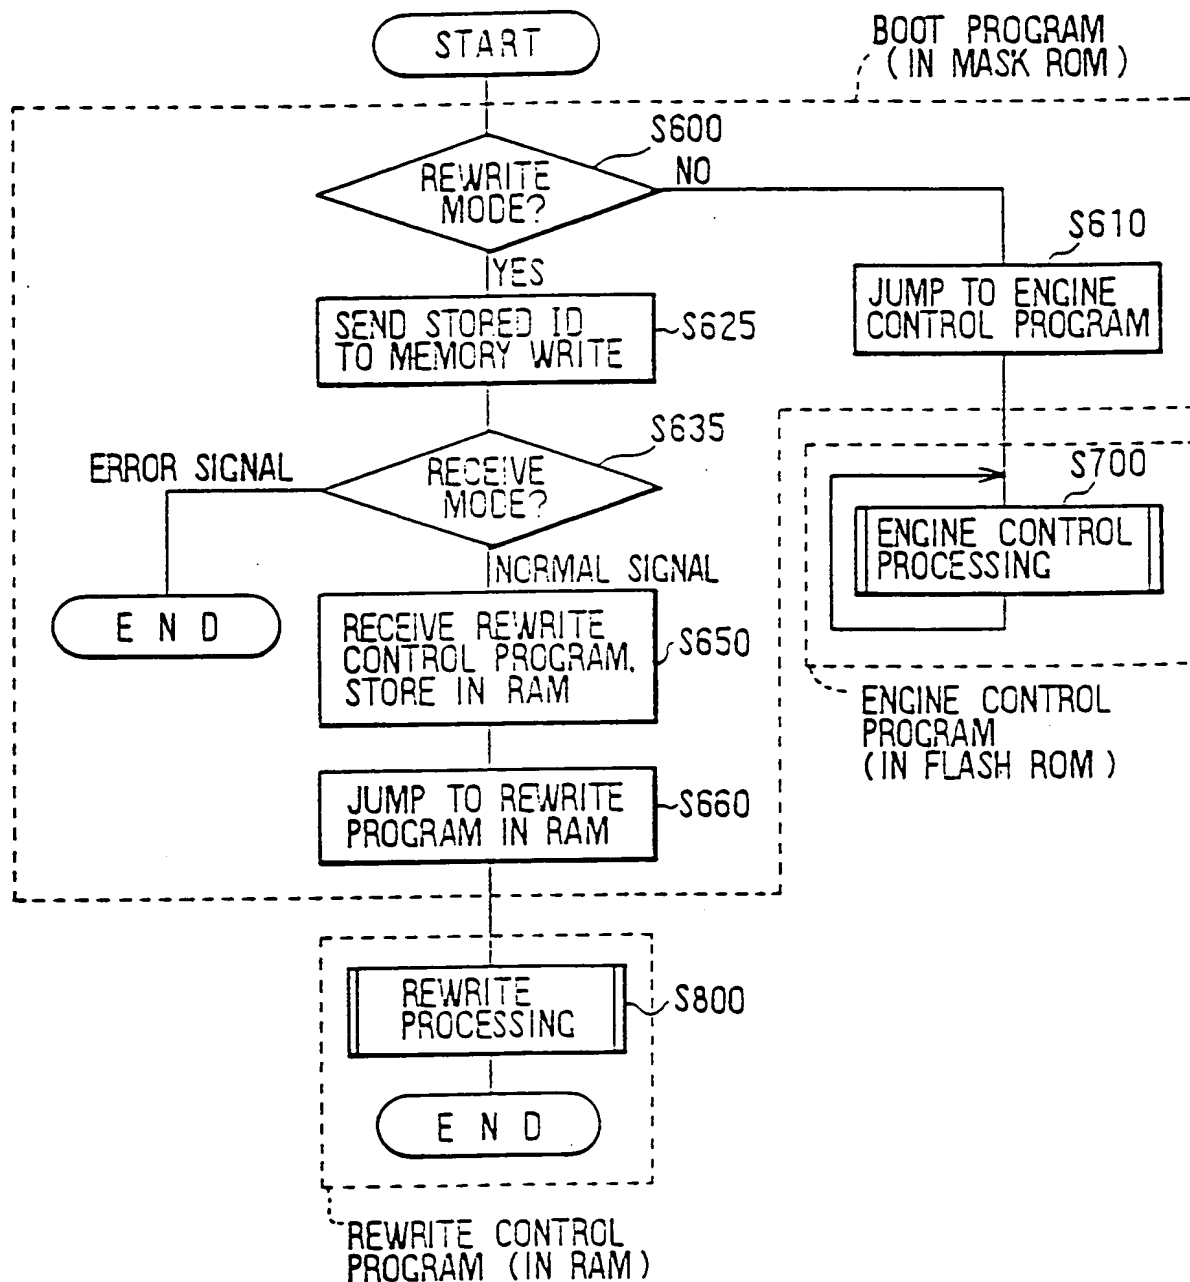 START
BOOT PROGRAM
(IN MASK ROM)
S600
REWRITE
MODE?
NO
YES
S610
JUMP TO ENGINE
CONTROL PROGRAM
SEND STORED ID
TO MEMORY WRITE
S625
S635
RECEIVE
MODE?
ERROR SIGNAL
NORMAL SIGNAL
END
S700
ENGINE CONTROL
PROCESSING
RECEIVE REWRITE
CONTROL PROGRAM,
STORE IN RAM
S650
ENGINE CONTROL
PROGRAM
(IN FLASH ROM)
JUMP TO REWRITE
PROGRAM IN RAM
S660
REWRITE
PROCESSING
S800
END
REWRITE CONTROL
PROGRAM (IN RAM)